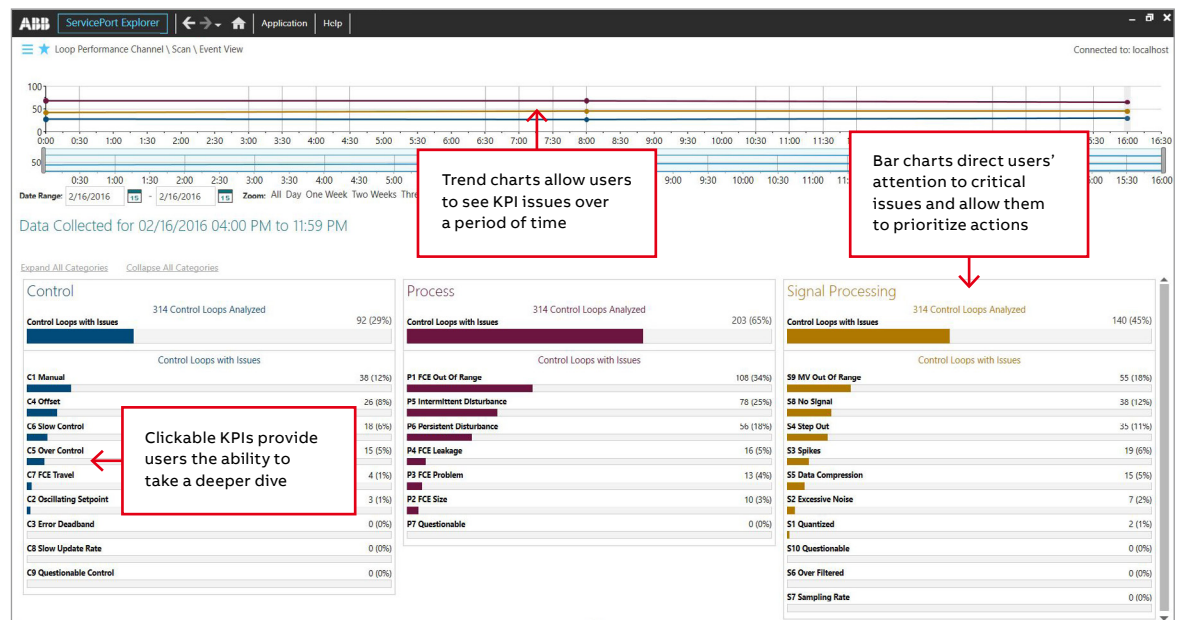 ABB ServicePort Explorer Application Help
Loop Performance Channel \ Scan \ Event View Connected to: localhost
100
50
0
0:00 0:30 1:00 1:30 2:00 2:30 3:00 3:30 4:00 4:30 5:00 5:30 6:00 6:30 7:00 7:30 8:00 8:30 9:00 9:30 10:00 10:30 11:00 11:30 5:30 16:00 16:30
50
0:30 1:00 1:30 2:00 2:30 3:00 3:30 4:00 4:30 5:00 9:00 9:30 10:00 10:30 11:00 11: :00 15:30 16:00
Date Range: 2/16/2016 15 - 2/16/2016 15 Zoom: All Day One Week Two Weeks Thre
Trend charts allow users
to see KPI issues over
a period of time
Bar charts direct users’
attention to critical
issues and allow them
to prioritize actions
Data Collected for 02/16/2016 04:00 PM to 11:59 PM
Expand All Categories Collapse All Categories
Control
314 Control Loops Analyzed
Control Loops with Issues 92 (29%)
Control Loops with Issues
C1 Manual 38 (12%)
C4 Offset 26 (8%)
C6 Slow Control 18 (6%)
C5 Over Control 15 (5%)
C7 FCE Travel 4 (1%)
C2 Oscillating Setpoint 3 (1%)
C3 Error Deadband 0 (0%)
C8 Slow Update Rate 0 (0%)
C9 Questionable Control 0 (0%)
Clickable KPIs provide
users the ability to
take a deeper dive
Process
314 Control Loops Analyzed
Control Loops with Issues 203 (65%)
Control Loops with Issues
P1 FCE Out Of Range 108 (34%)
P5 Intermittent Disturbance 78 (25%)
P6 Persistent Disturbance 56 (18%)
P4 FCE Leakage 16 (5%)
P3 FCE Problem 13 (4%)
P2 FCE Size 10 (3%)
P7 Questionable 0 (0%)
Signal Processing
314 Control Loops Analyzed
Control Loops with Issues 140 (45%)
Control Loops with Issues
S9 MV Out Of Range 55 (18%)
S8 No Signal 38 (12%)
S4 Step Out 35 (11%)
S3 Spikes 19 (6%)
S5 Data Compression 15 (5%)
S2 Excessive Noise 7 (2%)
S1 Quantized 2 (1%)
S10 Questionable 0 (0%)
S6 Over Filtered 0 (0%)
S7 Sampling Rate 0 (0%)